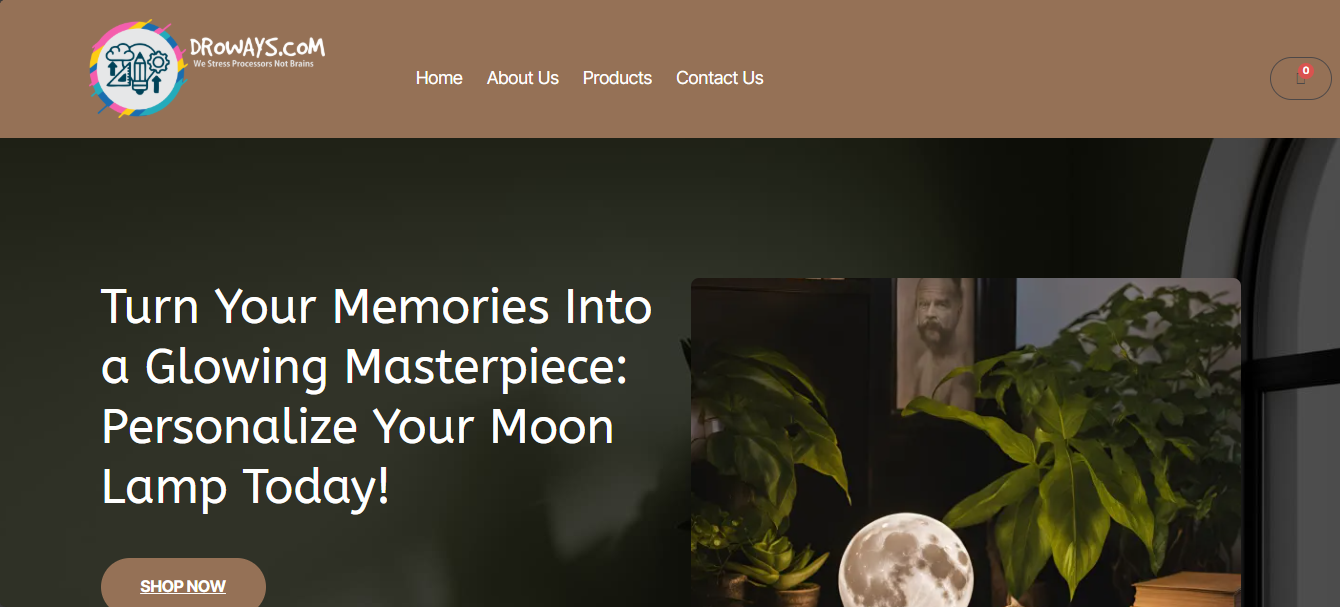 DROWAYS.COM
We Stress Processors Not Brains
Home About Us Products Contact Us
0
Turn Your Memories Into
a Glowing Masterpiece:
Personalize Your Moon
Lamp Today!
SHOP NOW